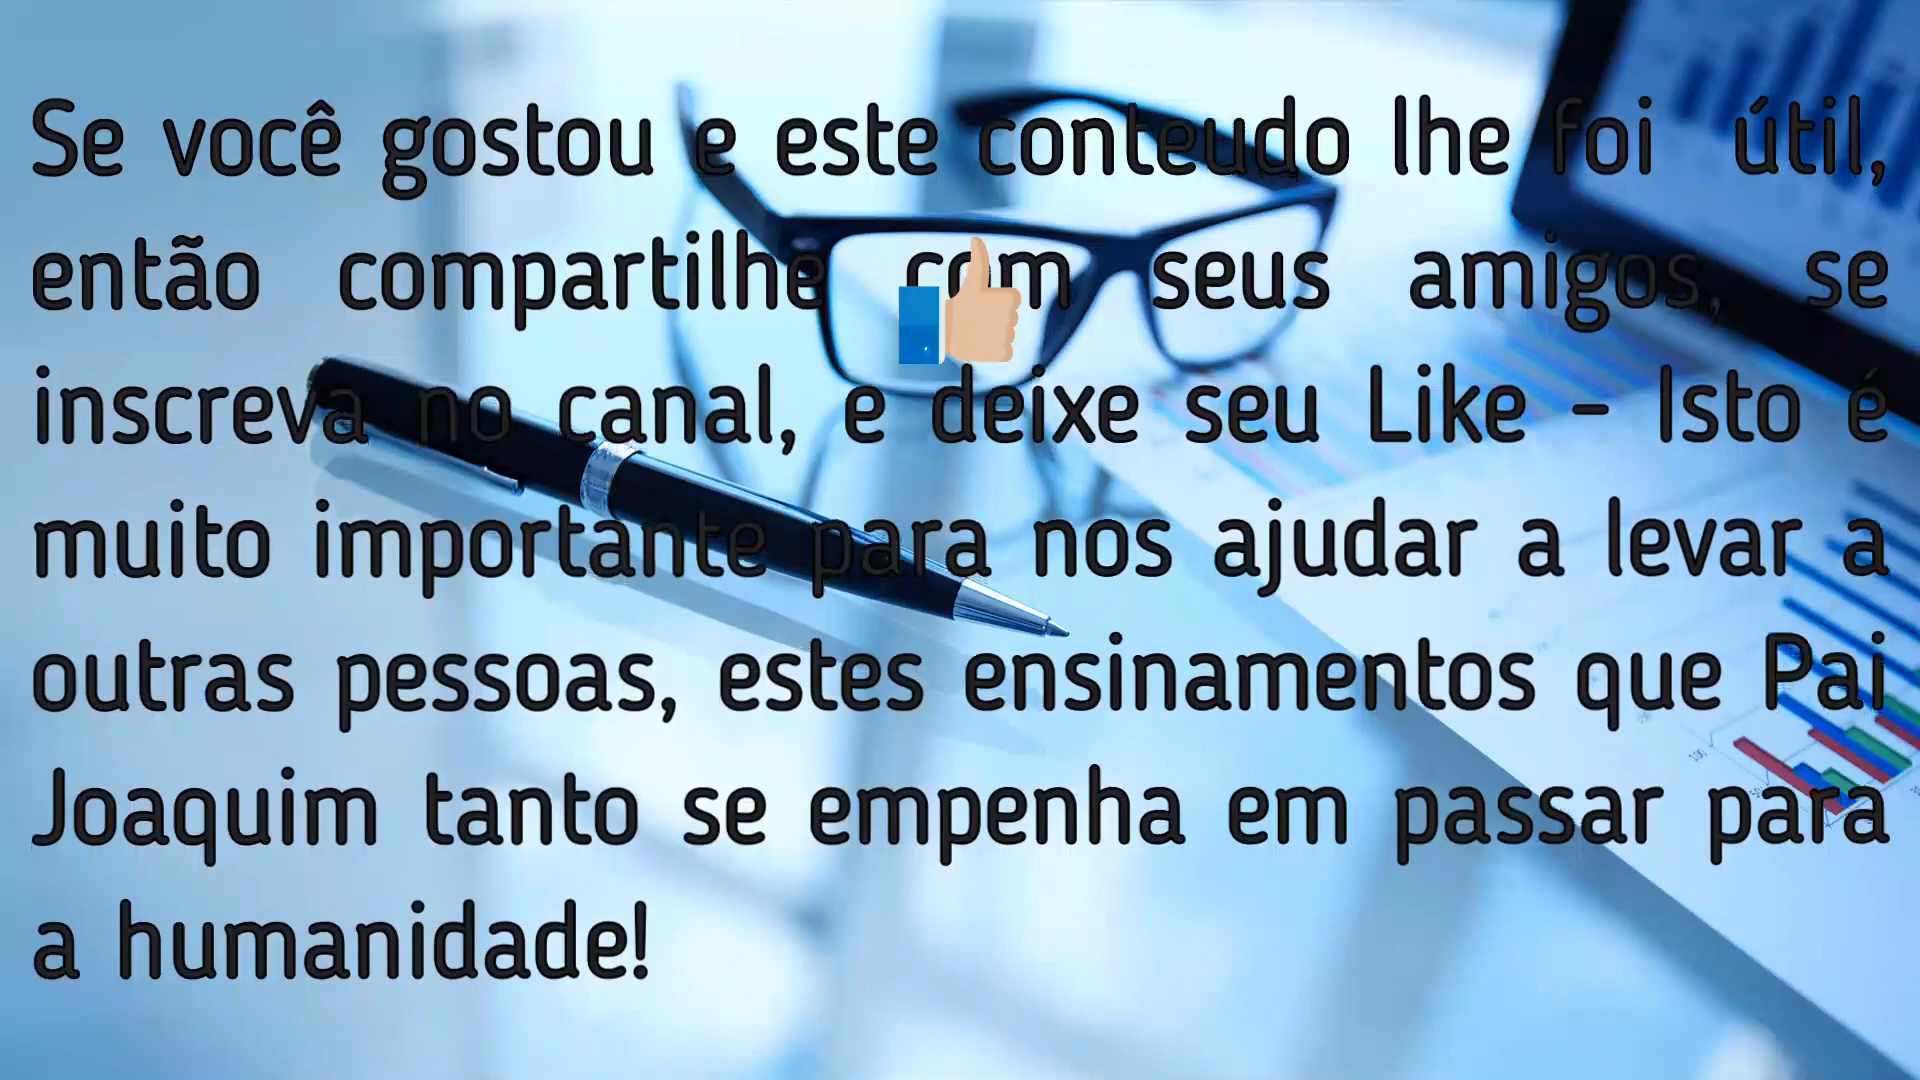 Se você gostou e este conteudo lhe foi útil,
então compartilhe com seus amigos, se
inscreva no canal, e deixe seu Like - Isto é
muito importante para nos ajudar a levar a
outras pessoas, estes ensinamentos que Pai
Joaquim tanto se empenha em passar para
a humanidade!
100